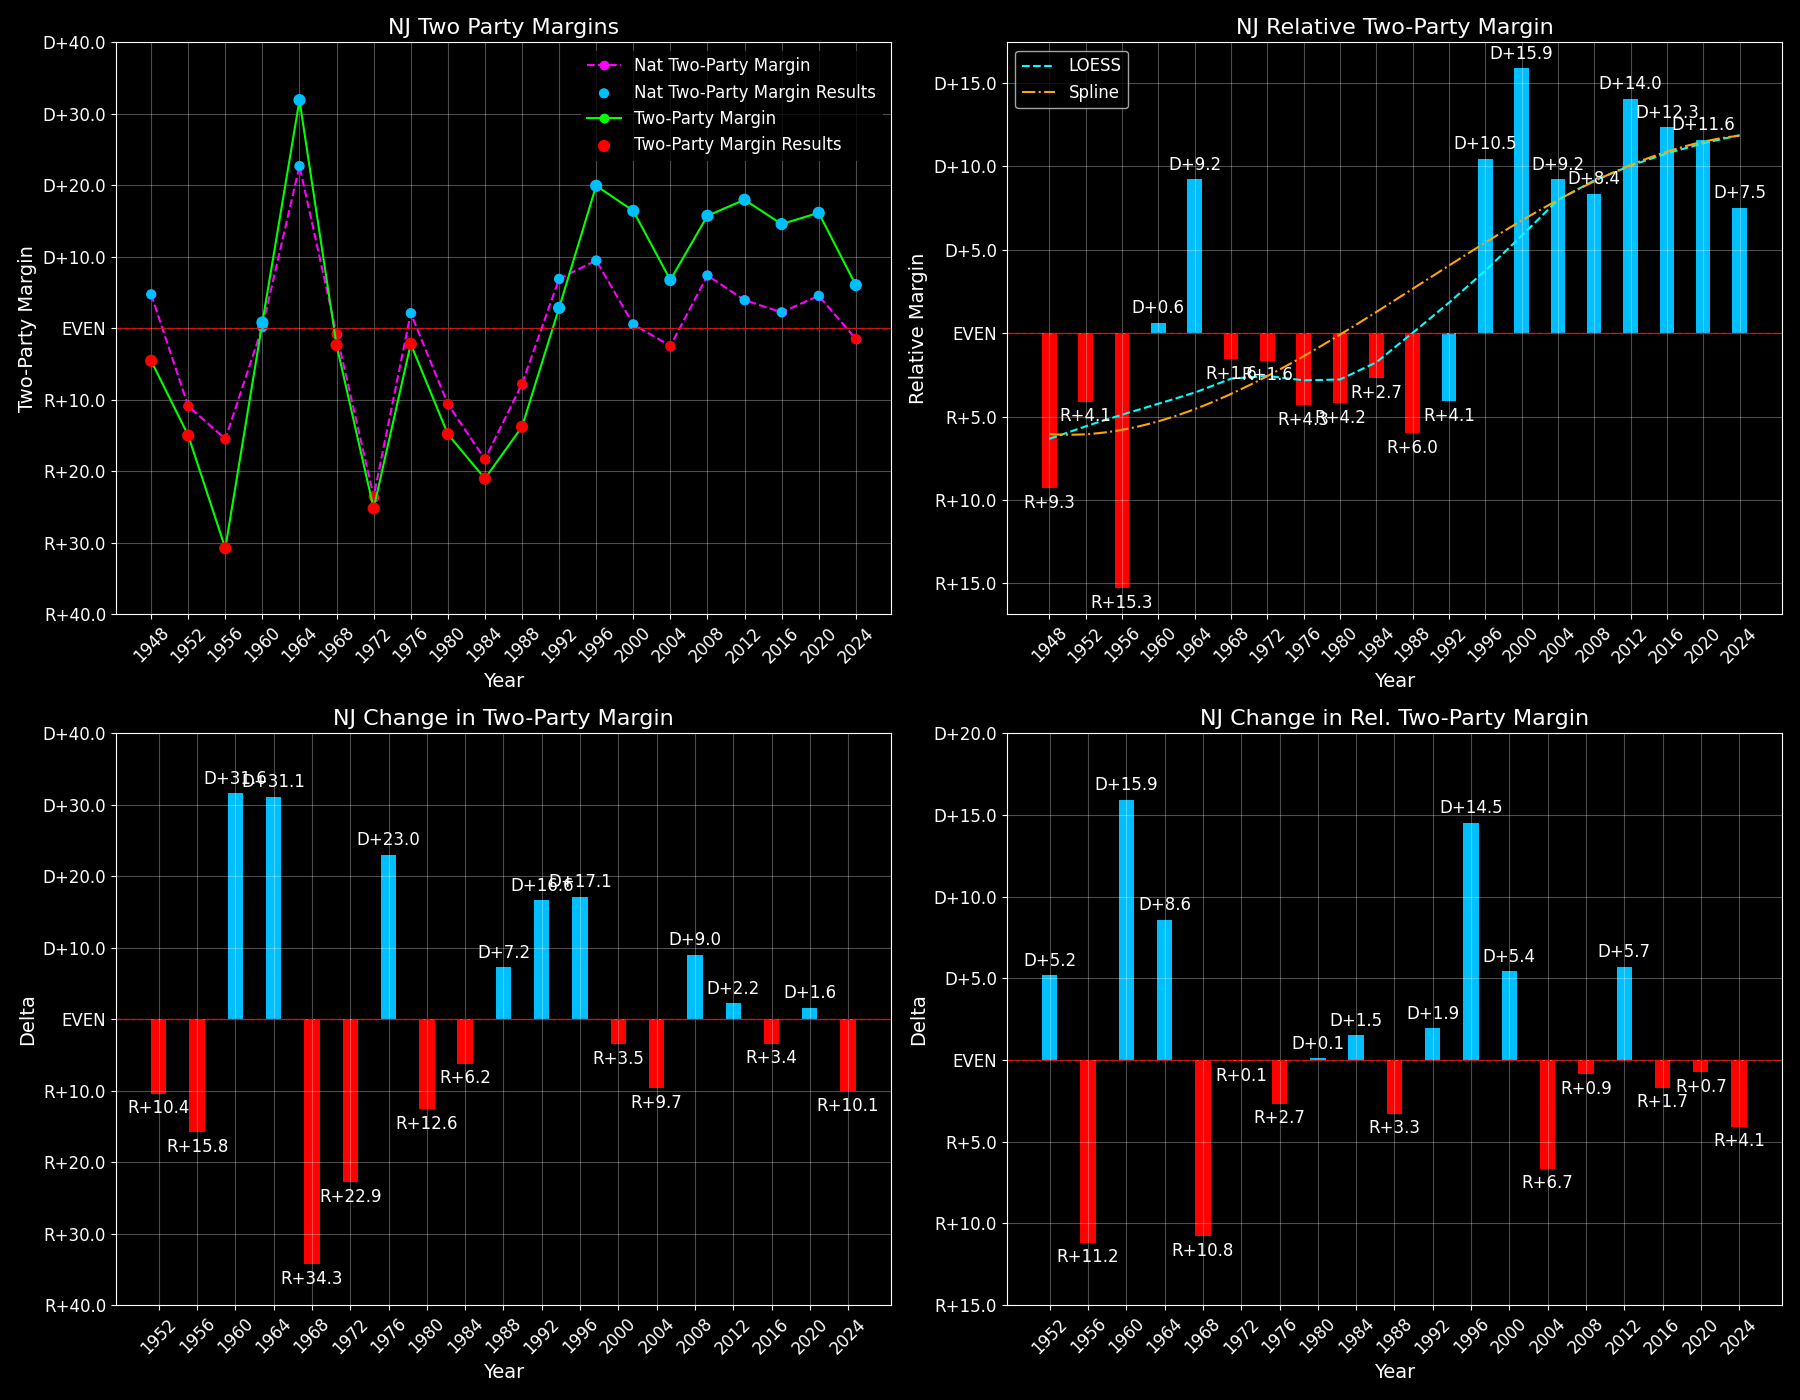 NJ Two Party Margins
D+40.0
D+30.0
D+20.0
D+10.0
EVEN
R+10.0
R+20.0
R+30.0
R+40.0
Two-Party Margin
Nat Two-Party Margin
Nat Two-Party Margin Results
Two-Party Margin
Two-Party Margin Results
1948 1952 1956 1960 1964 1968 1972 1976 1980 1984 1988 1992 1996 2000 2004 2008 2012 2016 2020 2024
Year
NJ Relative Two-Party Margin
LOESS
Spline
D+15.0
D+10.0
D+5.0
EVEN
R+5.0
R+10.0
R+15.0
Relative Margin
R+9.3
R+4.1
R+15.3
D+0.6
D+9.2
R+1.6
R+1.6
R+4.3
R+4.2
R+2.7
R+6.0
R+4.1
D+10.5
D+15.9
D+9.2
D+8.4
D+14.0
D+12.3
D+11.6
D+7.5
1948 1952 1956 1960 1964 1968 1972 1976 1980 1984 1988 1992 1996 2000 2004 2008 2012 2016 2020 2024
Year
NJ Change in Two-Party Margin
D+40.0
D+30.0
D+20.0
D+10.0
EVEN
R+10.0
R+20.0
R+30.0
R+40.0
Delta
R+10.4
R+15.8
D+31.6
D+31.1
R+34.3
R+22.9
D+23.0
R+12.6
R+6.2
D+7.2
D+16.6
D+17.1
R+3.5
R+9.7
D+9.0
D+2.2
R+3.4
D+1.6
R+10.1
1952 1956 1960 1964 1968 1972 1976 1980 1984 1988 1992 1996 2000 2004 2008 2012 2016 2020 2024
Year
NJ Change in Rel. Two-Party Margin
D+20.0
D+15.0
D+10.0
D+5.0
EVEN
R+5.0
R+10.0
R+15.0
Delta
D+5.2
R+11.2
D+15.9
D+8.6
R+10.8
R+0.1
R+2.7
D+0.1
D+1.5
R+3.3
D+1.9
D+14.5
D+5.4
R+6.7
R+0.9
D+5.7
R+1.7
R+0.7
R+4.1
1952 1956 1960 1964 1968 1972 1976 1980 1984 1988 1992 1996 2000 2004 2008 2012 2016 2020 2024
Year